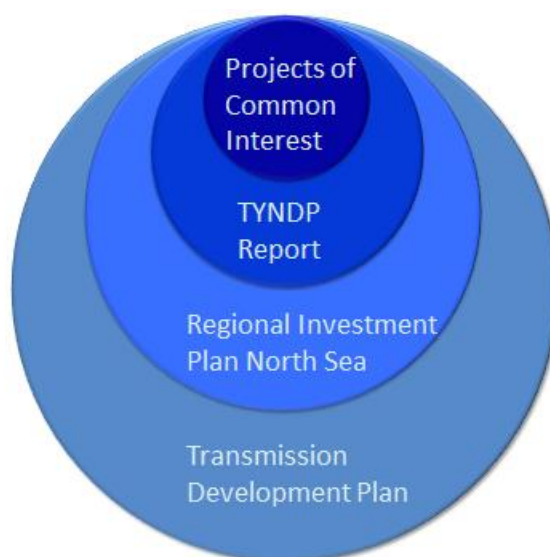 Projects of
Common
Interest
TYNDP
Report
Regional Investment
Plan North Sea
Transmission
Development Plan